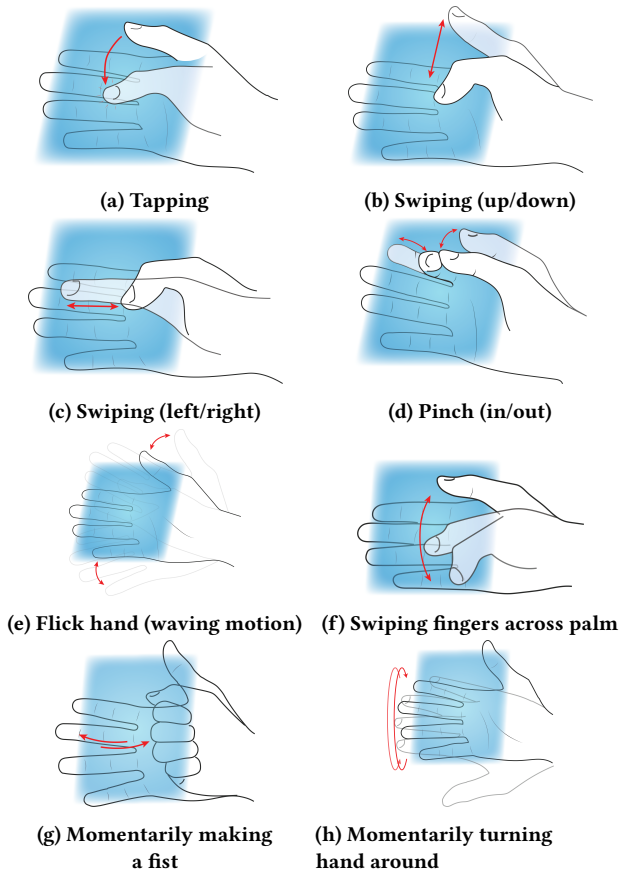 (a) Tapping
(b) Swiping (up/down)
(c) Swiping (left/right)
(d) Pinch (in/out)
(e) Flick hand (waving motion)
(f) Swiping fingers across palm
(g) Momentarily making
a fist
(h) Momentarily turning
hand around